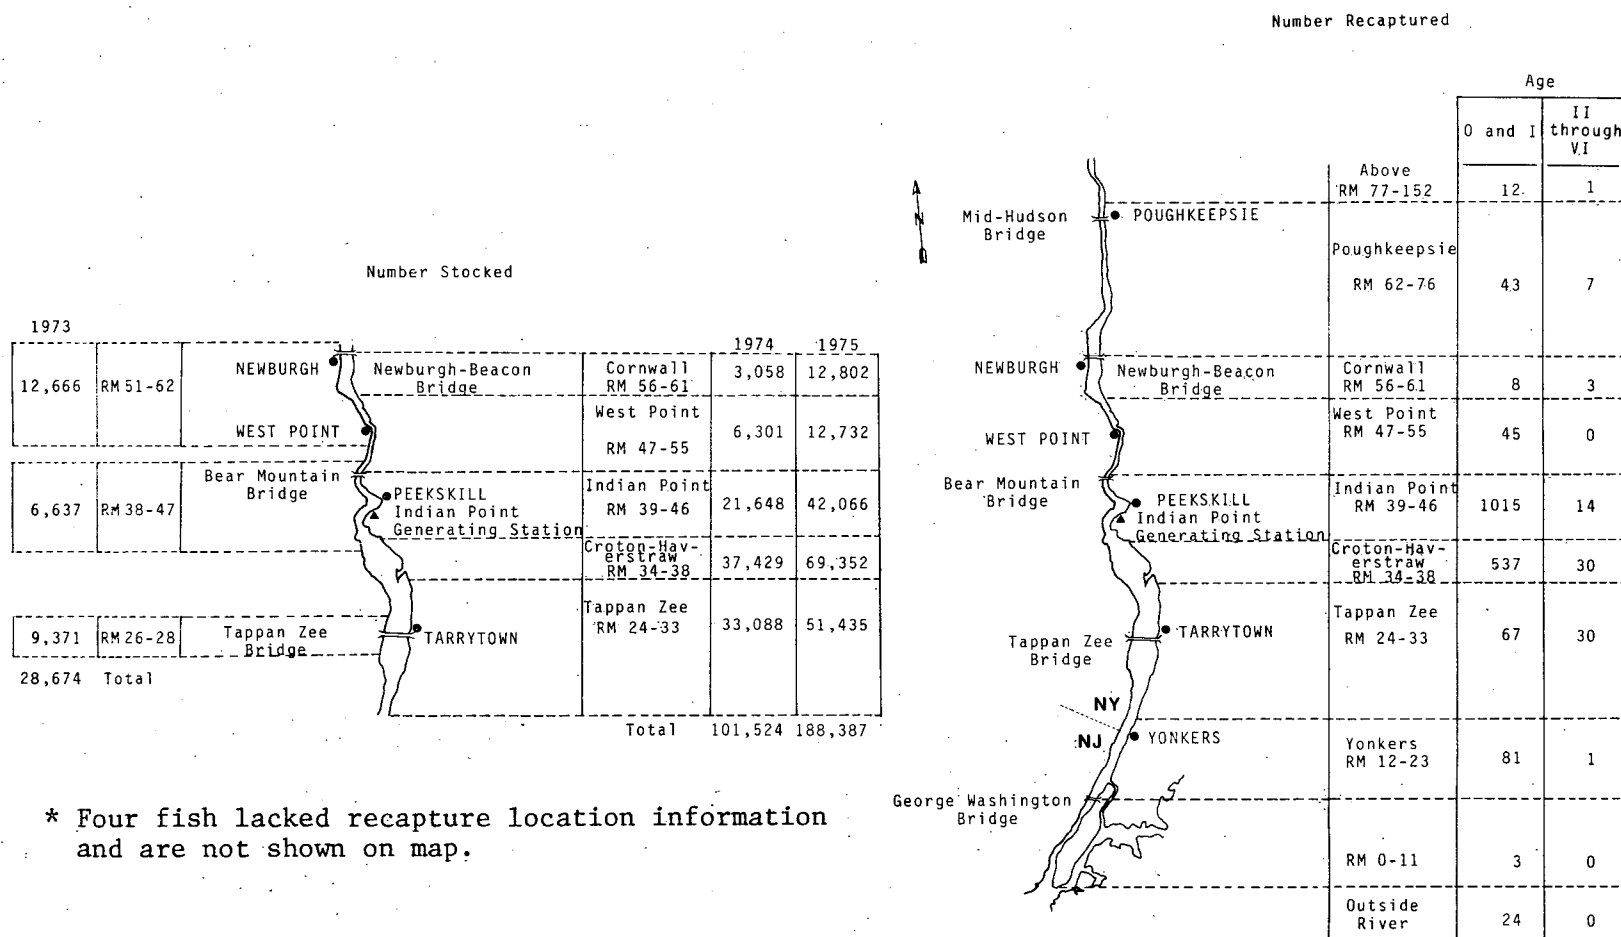 Number Recaptured
Number Stocked
1973
12,666 RM 51-62
6,637 RM 38-47
9,371 RM 26-28
28,674 Total
NEWBURGH
WEST POINT
Bear Mountain
Bridge
Tappan Zee
Bridge
Newburgh-Beacon
Bridge
PEEKSKILL
Indian Point
Generating Station
TARRYTOWN
1974 1975
Cornwall
RM 56-61
3,058 12,802
West Point
RM 47-55
6,301 12,732
Indian Point
RM 39-46
21,648 42,066
Croton-Hav-
erstraw
RM 34-38
37,429 69,352
Tappan Zee
RM 24-33
33,088 51,435
Total 101,524 188,387
* Four fish lacked recapture location information
and are not shown on map.
N
Mid-Hudson
Bridge
POUGHKEEPSIE
NEWBURGH
Newburgh-Beacon
Bridge
WEST POINT
Bear Mountain
Bridge
PEEKSKILL
Indian Point
Generating Station
Tappan Zee
Bridge
TARRYTOWN
NY
NJ
YONKERS
George Washington
Bridge
Age
0 and I
II
through
VI
Above
RM 77-152
12 1
Poughkeepsie
RM 62-76
43 7
Cornwall
RM 56-61
8 3
West Point
RM 47-55
45 0
Indian Point
RM 39-46
1015 14
Croton-Hav-
erstraw
RM 34-38
537 30
Tappan Zee
RM 24-33
67 30
Yonkers
RM 12-23
81 1
RM 0-11
3 0
Outside
River
24 0